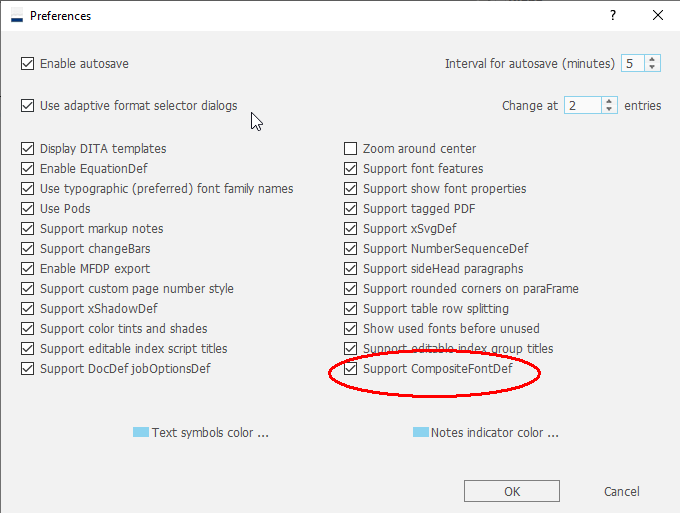 Preferences
?
Enable autosave
Interval for autosave (minutes) 5
Use adaptive format selector dialogs
Change at 2 entries
Display DITA templates
Enable EquationDef
Use typographic (preferred) font family names
Use Pods
Support markup notes
Support changeBars
Enable MFDP export
Support custom page number style
Support xShadowDef
Support color tints and shades
Support editable index script titles
Support DocDef jobOptionsDef
Zoom around center
Support font features
Support show font properties
Support tagged PDF
Support xSvgDef
Support NumberSequenceDef
Support sideHead paragraphs
Support rounded corners on paraFrame
Support table row splitting
Show used fonts before unused
Support editable index group titles
Support CompositeFontDef
Text symbols color ...
Notes indicator color ...
OK
Cancel